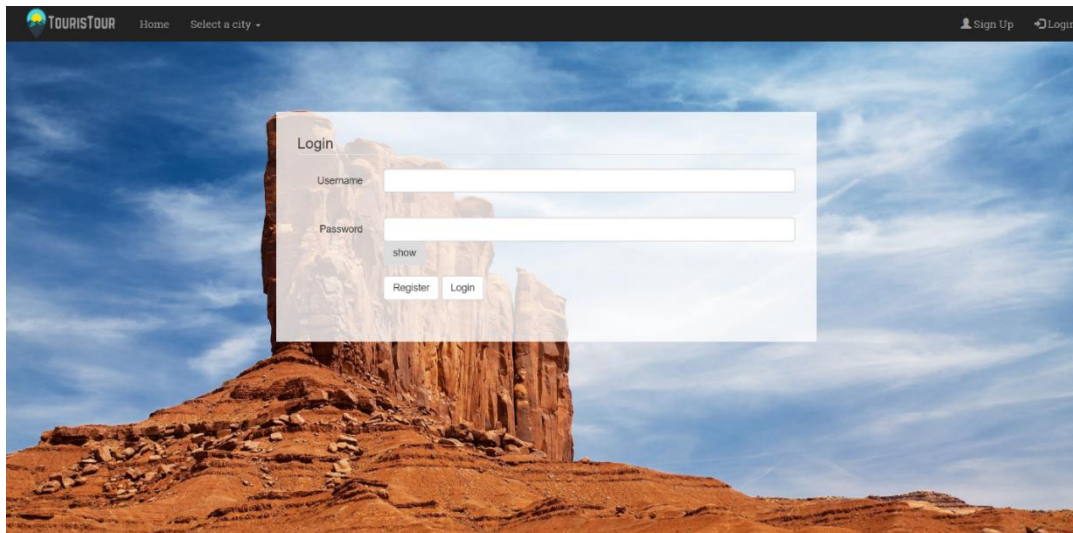 TOURISTOUR Home Select a city Sign Up Login
Login
Username
Password
show
Register Login